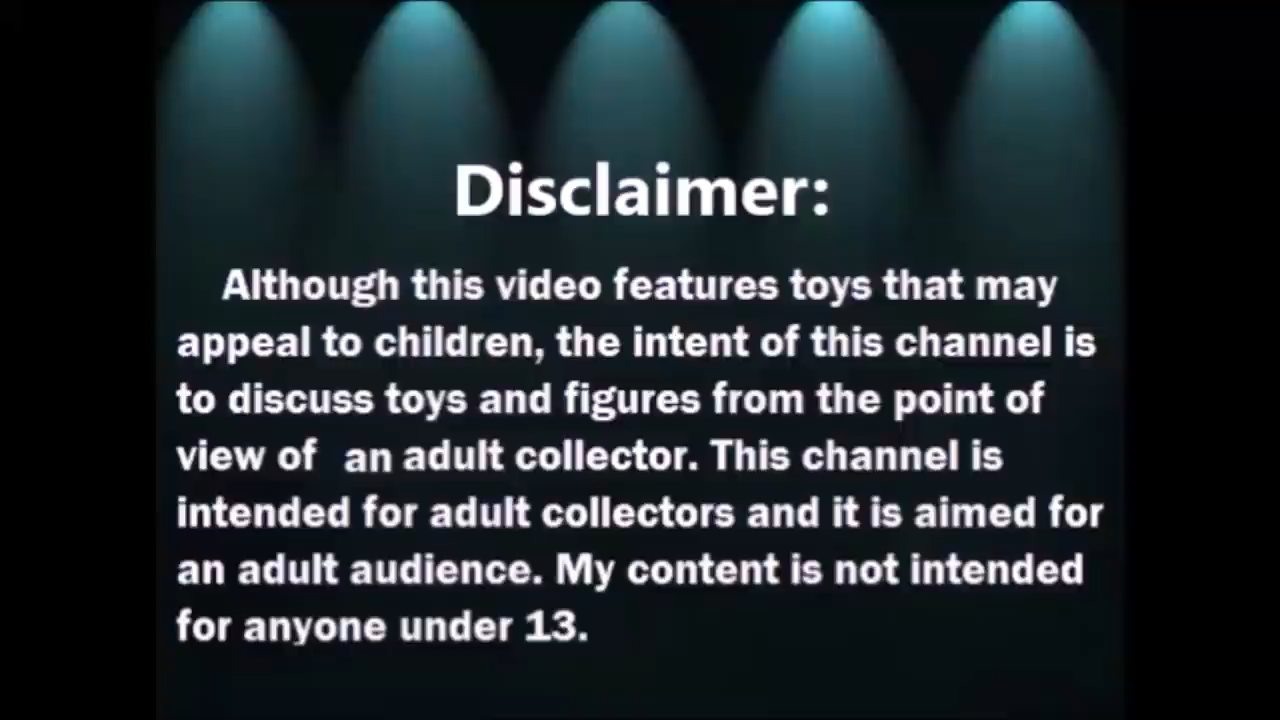 Disclaimer:
Although this video features toys that may
appeal to children, the intent of this channel is
to discuss toys and figures from the point of
view of an adult collector. This channel is
intended for adult collectors and it is aimed for
an adult audience. My content is not intended
for anyone under 13.